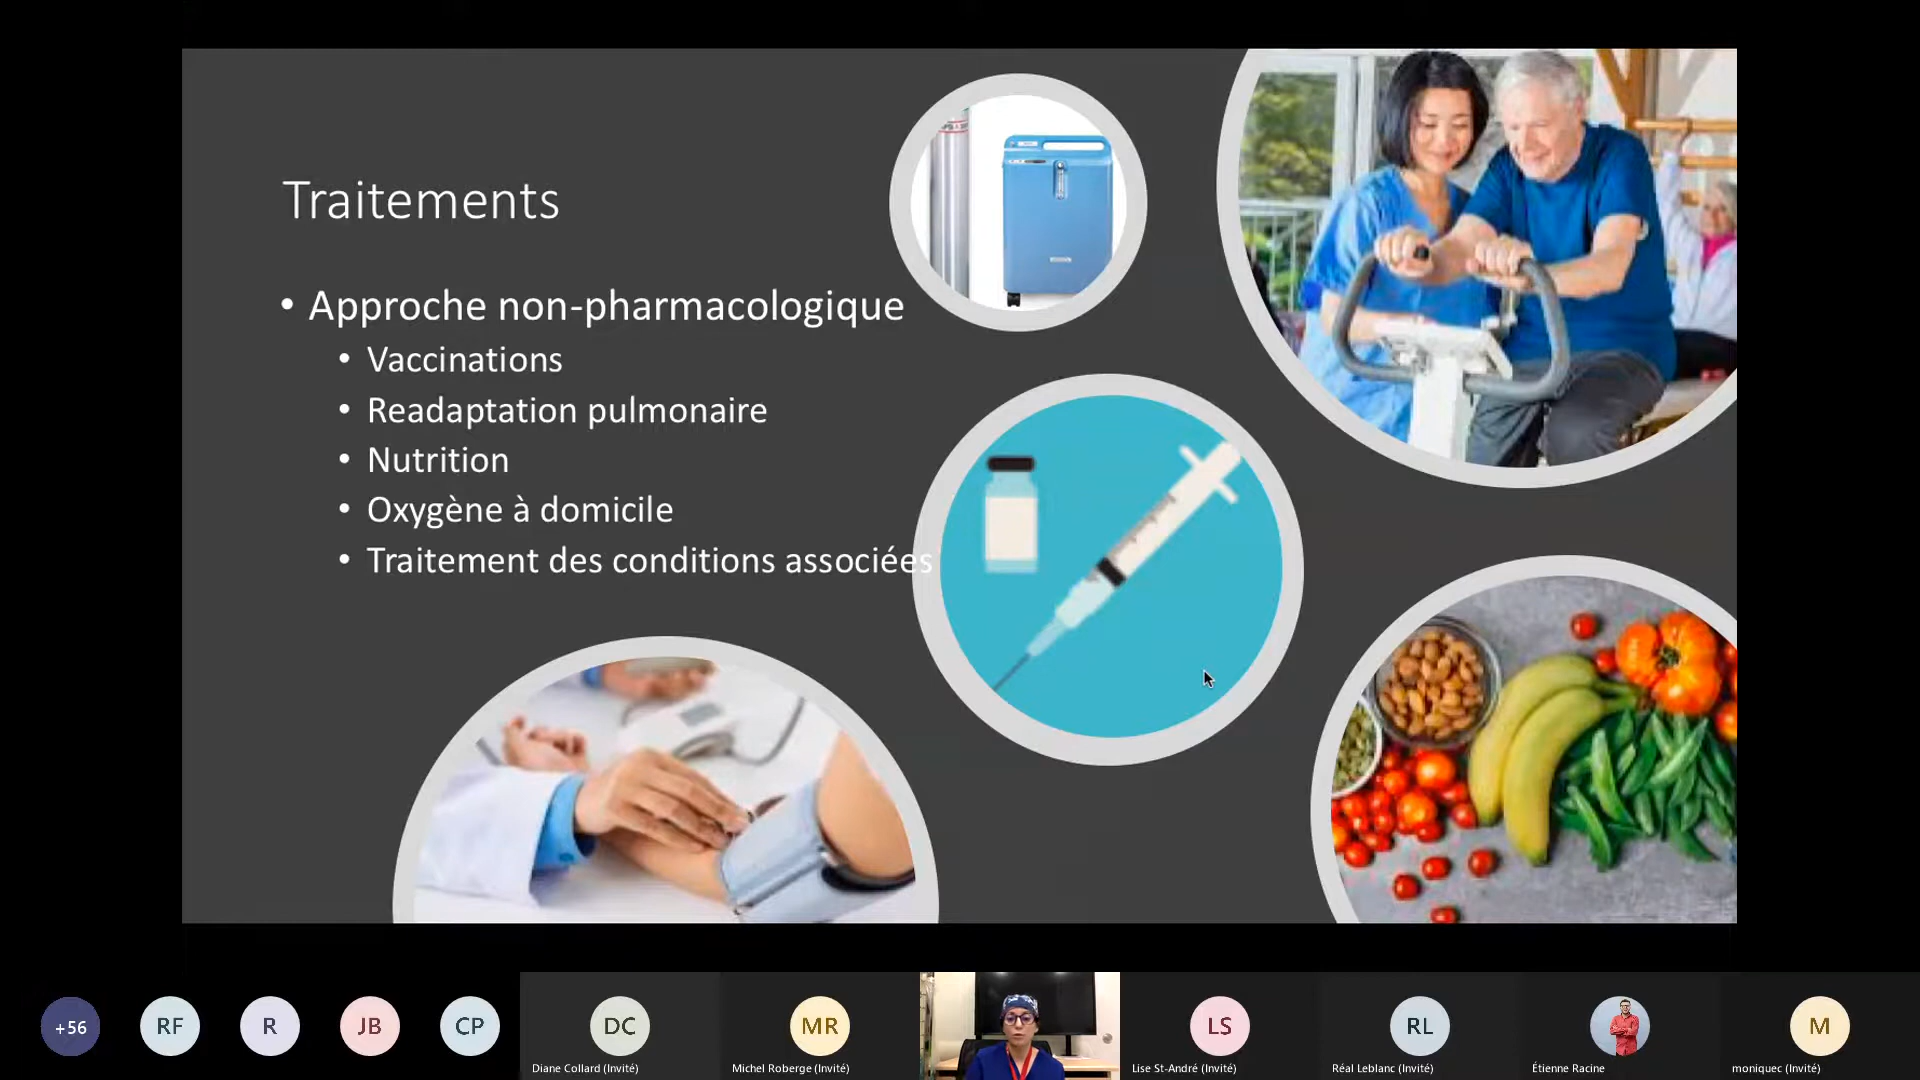 Traitements
• Approche non-pharmacologique
• Vaccinations
• Readaptation pulmonaire
• Nutrition
• Oxygène à domicile
• Traitement des conditions associées
+56
RF
R
JB
CP
DC
MR
LS
RL
M
Diane Collard (Invité)
Michel Roberge (Invité)
Lise St-André (Invité)
Réal Leblanc (Invité)
Étienne Racine
moniquec (Invité)